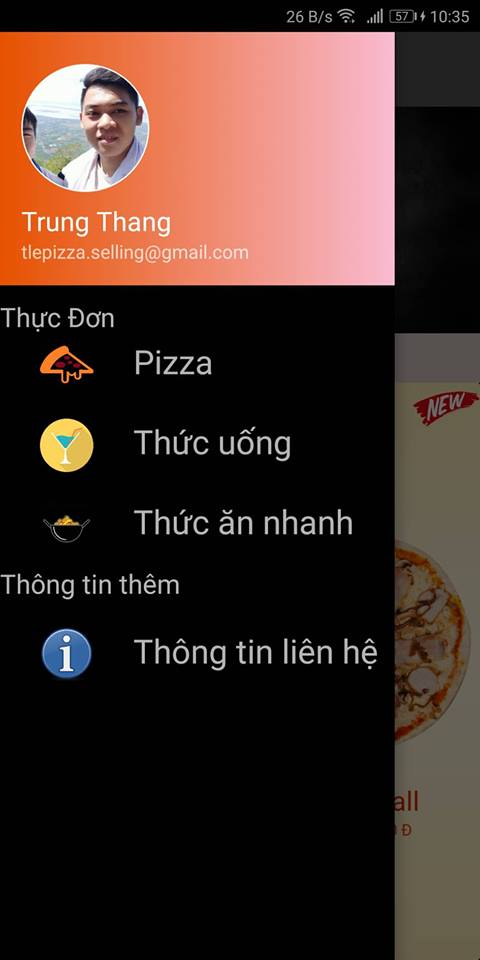 26 B/s 57 10:35
Trung Thang
tlepizza.selling@gmail.com
Thực Đơn
Pizza
Thức uống
Thức ăn nhanh
Thông tin thêm
Thông tin liên hệ
NEW
all
Đ